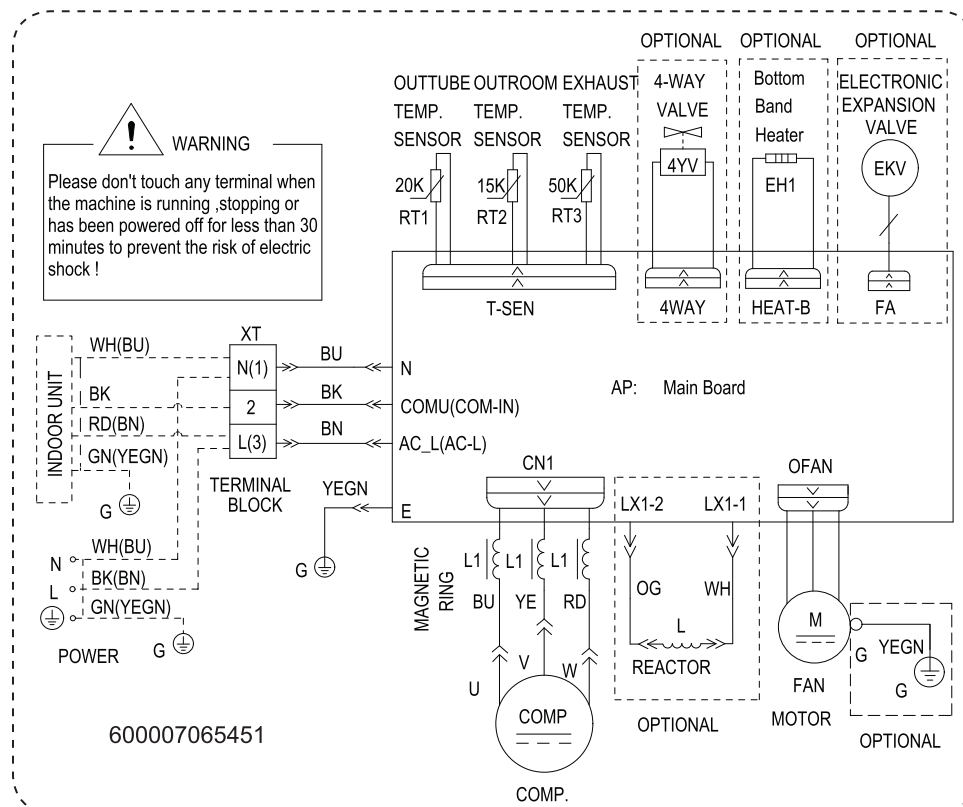 OPTIONAL OPTIONAL OPTIONAL
OUTTUBE OUTROOM EXHAUST
TEMP. TEMP. TEMP.
SENSOR SENSOR SENSOR
20K 15K 50K
RT1 RT2 RT3
T-SEN
4-WAY
VALVE
4YV
4WAY
Bottom
Band
Heater
EH1
HEAT-B
ELECTRONIC
EXPANSION
VALVE
EKV
FA
! WARNING
Please don't touch any terminal when
the machine is running ,stopping or
has been powered off for less than 30
minutes to prevent the risk of electric
shock !
INDOOR UNIT
WH(BU)
BK
RD(BN)
GN(YEGN)
G
XT
N(1)
2
L(3)
TERMINAL
BLOCK
BU
BK
BN
N
COMU(COM-IN)
AC_L(AC-L)
YEGN
E
G
AP: Main Board
N
L
WH(BU)
BK(BN)
GN(YEGN)
G
POWER
CN1
MAGNETIC
RING
L1 L1 L1
BU YE RD
U V W
COMP
COMP.
LX1-2 LX1-1
OG WH
L
REACTOR
OPTIONAL
OFAN
M
G
FAN
MOTOR
YEGN
G
OPTIONAL
600007065451